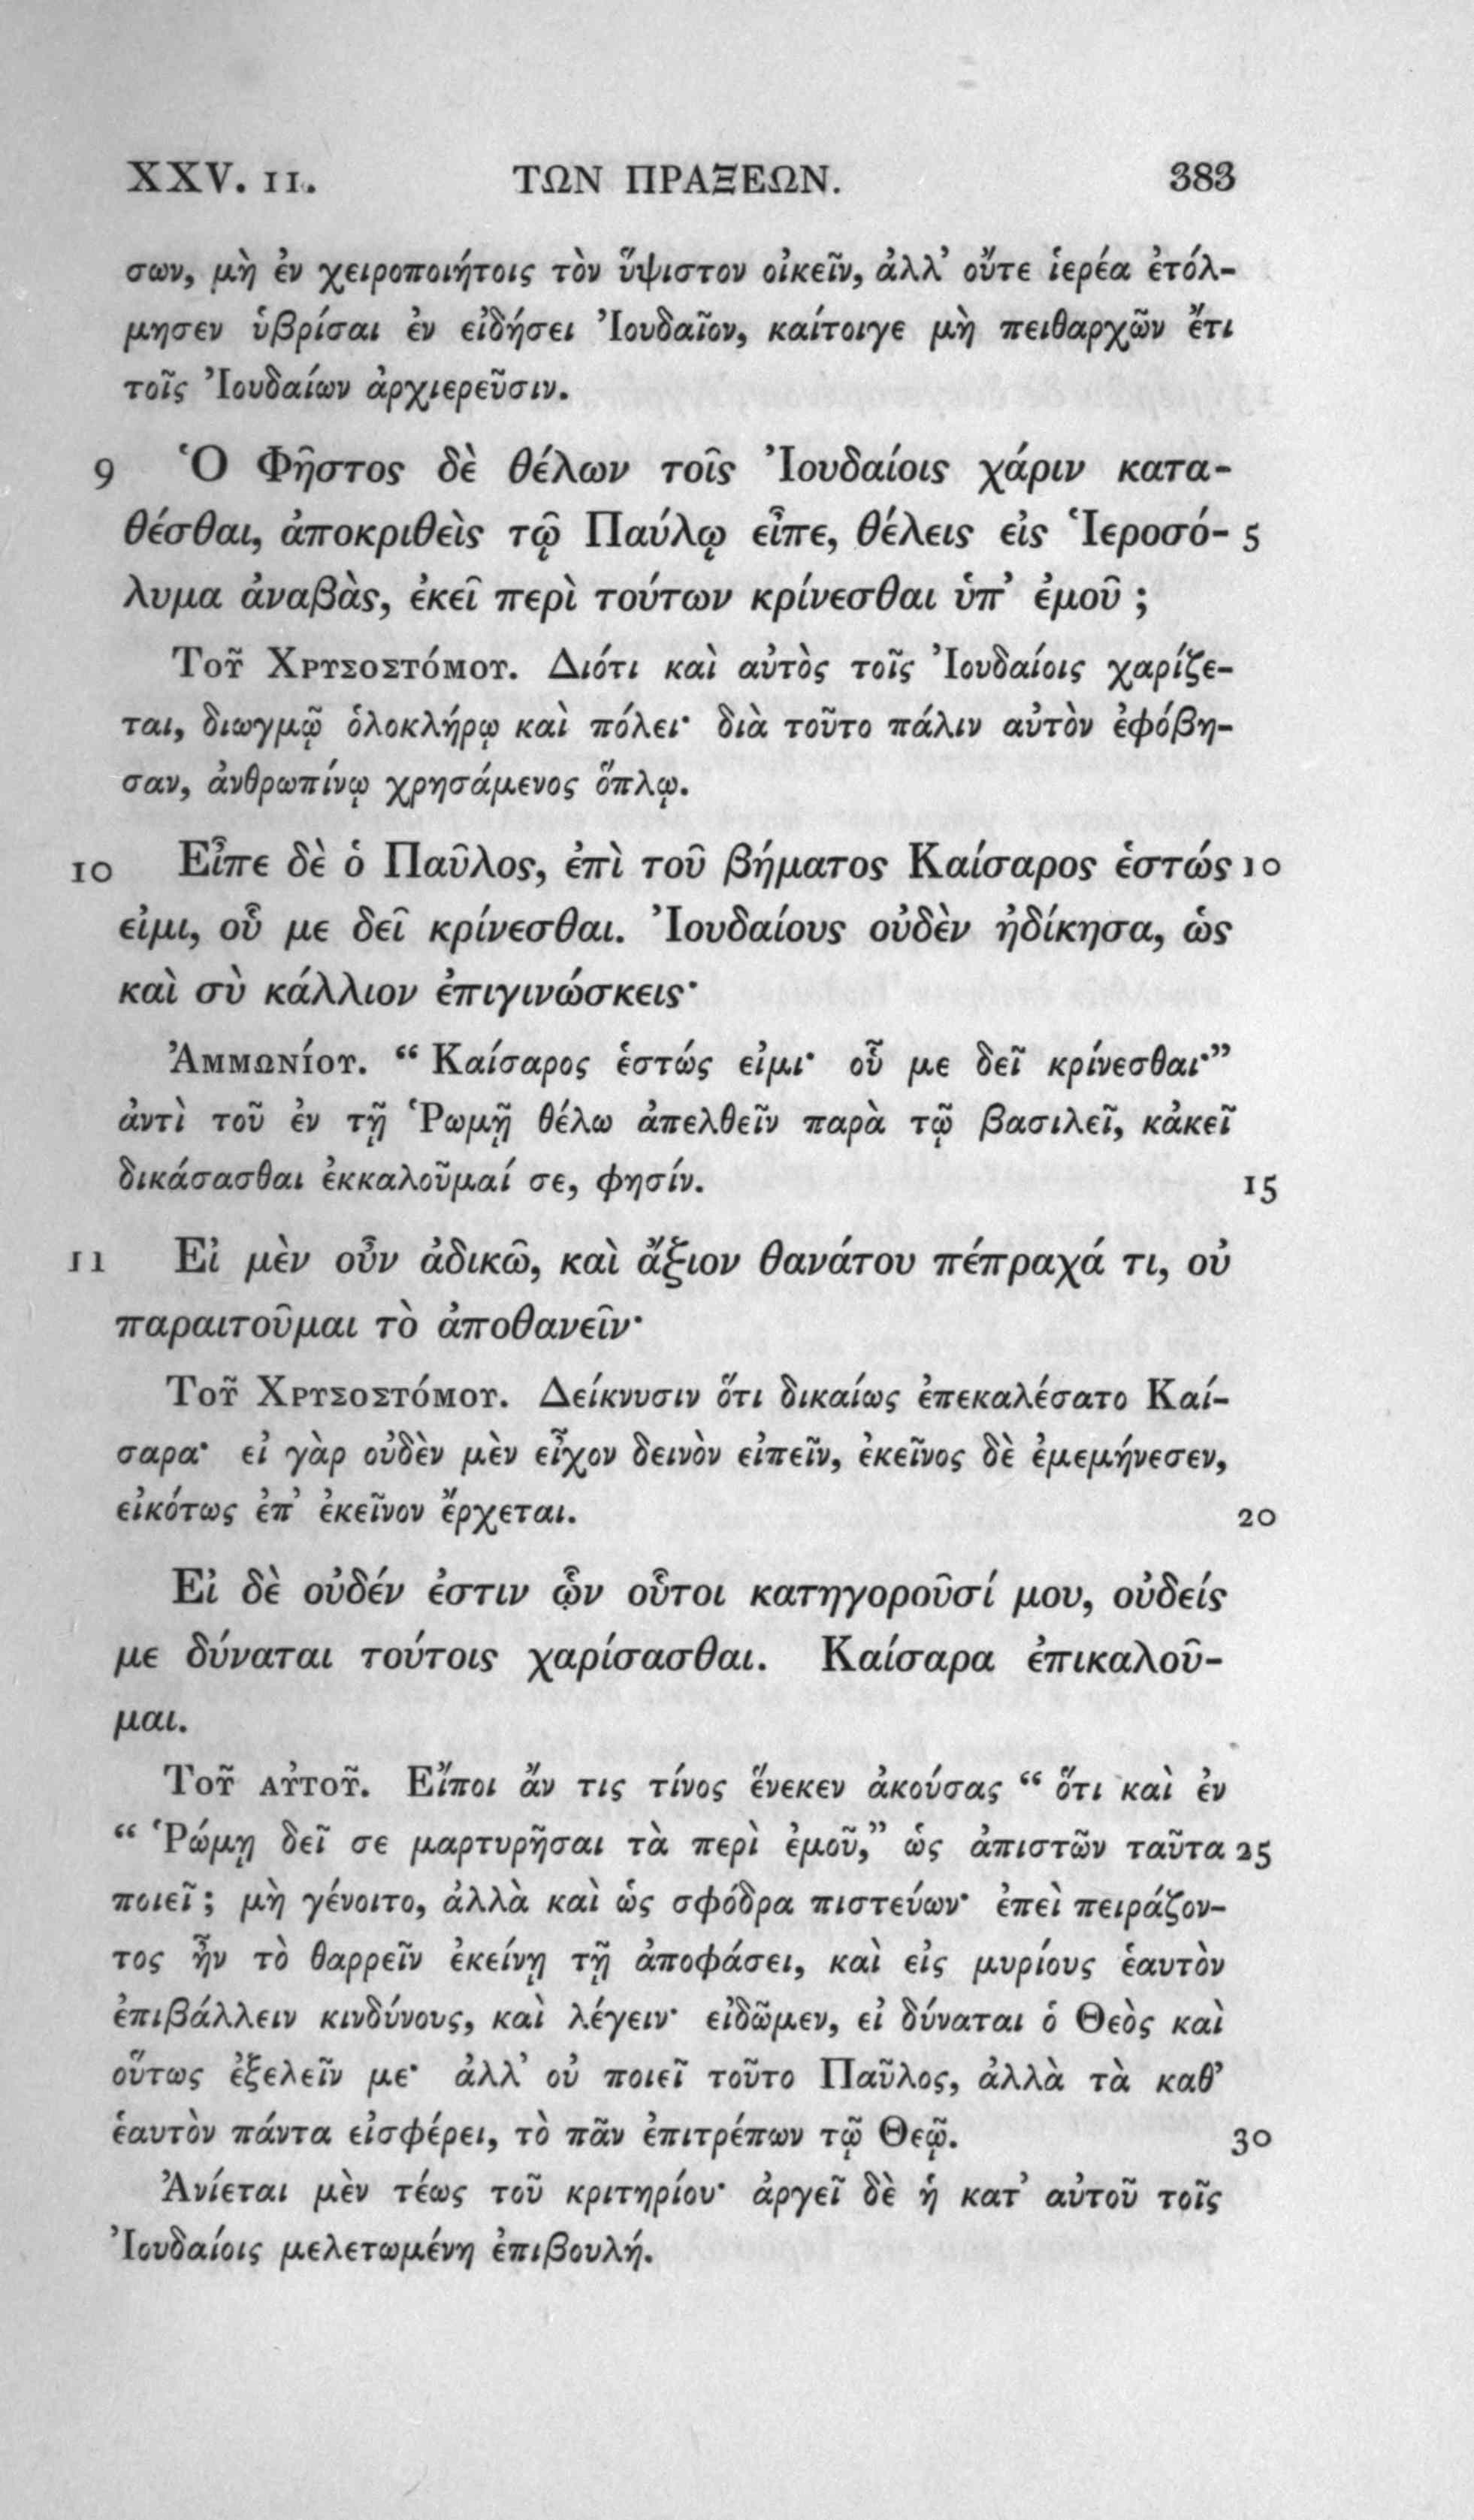 XXV. 11. ΤΩΝ ΠΡΑΞΕΩΝ. 383
σων, μὴ ἐν χειροποιήτοις τὸν ὕψιστον οἰκεῖν, ἀλλ’ οὔτε ἱερέα ἐτόλ-
μησεν ὑβρίσαι ἐν εἰδήσει Ἰουδαῖον, καίτοιγε μὴ πειθαρχῶν ἔτι
τοῖς Ἰουδαίων ἀρχιερεῦσιν.
9 Ὁ Φῆστος δὲ θέλων τοῖς Ἰουδαίοις χάριν κατα-
θέσθαι, ἀποκριθεὶς τῷ Παύλῳ εἶπε, θέλεις εἰς Ἱεροσό- 5
λυμα ἀναβὰς, ἐκεῖ περὶ τούτων κρίνεσθαι ὑπ’ ἐμοῦ ;
Τοῦ Χρυσοστόμου. Διότι καὶ αὐτὸς τοῖς Ἰουδαίοις χαρίζε-
ται, διωγμῷ ὁλοκλήρῳ καὶ πόλει· διὰ τοῦτο πάλιν αὐτὸν ἐφόβη-
σαν, ἀνθρωπίνῳ χρησάμενος ὅπλῳ.
10 Εἶπε δὲ ὁ Παῦλος, ἐπὶ τοῦ βήματος Καίσαρος ἑστώς 10
εἰμι, οὗ με δεῖ κρίνεσθαι. Ἰουδαίους οὐδὲν ἠδίκησα, ὡς
καὶ σὺ κάλλιον ἐπιγινώσκεις·
Ἀμμωνίου. “ Καίσαρος ἑστώς εἰμι· οὗ με δεῖ κρίνεσθαι·”
ἀντὶ τοῦ ἐν τῇ Ῥωμῇ θέλω ἀπελθεῖν παρὰ τῷ βασιλεῖ, κἀκεῖ
δικάσασθαι ἐκκαλοῦμαί σε, φησίν. 15
11 Εἰ μὲν οὖν ἀδικῶ, καὶ ἄξιον θανάτου πέπραχά τι, οὐ
παραιτοῦμαι τὸ ἀποθανεῖν·
Τοῦ Χρυσοστόμου. Δείκνυσιν ὅτι δικαίως ἐπεκαλέσατο Καί-
σαρα· εἰ γὰρ οὐδὲν μὲν εἶχον δεινὸν εἰπεῖν, ἐκεῖνος δὲ ἐμεμήνεσεν,
εἰκότως ἐπ’ ἐκεῖνον ἔρχεται. 20
Εἰ δὲ οὐδέν ἐστιν ὧν οὗτοι κατηγοροῦσί μου, οὐδείς
με δύναται τούτοις χαρίσασθαι. Καίσαρα ἐπικαλοῦ-
μαι.
Τοῦ αὐτοῦ. Εἴποι ἄν τις τίνος ἕνεκεν ἀκούσας “ ὅτι καὶ ἐν
“ Ῥώμῃ δεῖ σε μαρτυρῆσαι τὰ περὶ ἐμοῦ,” ὡς ἀπιστῶν ταῦτα 25
ποιεῖ ; μὴ γένοιτο, ἀλλὰ καὶ ὡς σφόδρα πιστεύων· ἐπεὶ πειράζον-
τος ἦν τὸ θαρρεῖν ἐκείνῃ τῇ ἀποφάσει, καὶ εἰς μυρίους ἑαυτὸν
ἐπιβάλλειν κινδύνους, καὶ λέγειν· εἰδῶμεν, εἰ δύναται ὁ Θεὸς καὶ
οὕτως ἐξελεῖν με· ἀλλ’ οὐ ποιεῖ τοῦτο Παῦλος, ἀλλὰ τὰ καθ’
ἑαυτὸν πάντα εἰσφέρει, τὸ πᾶν ἐπιτρέπων τῷ Θεῷ. 30
Ἀνίεται μὲν τέως τοῦ κριτηρίου· ἀργεῖ δὲ ἡ κατ’ αὐτοῦ τοῖς
Ἰουδαίοις μελετωμένη ἐπιβουλή.